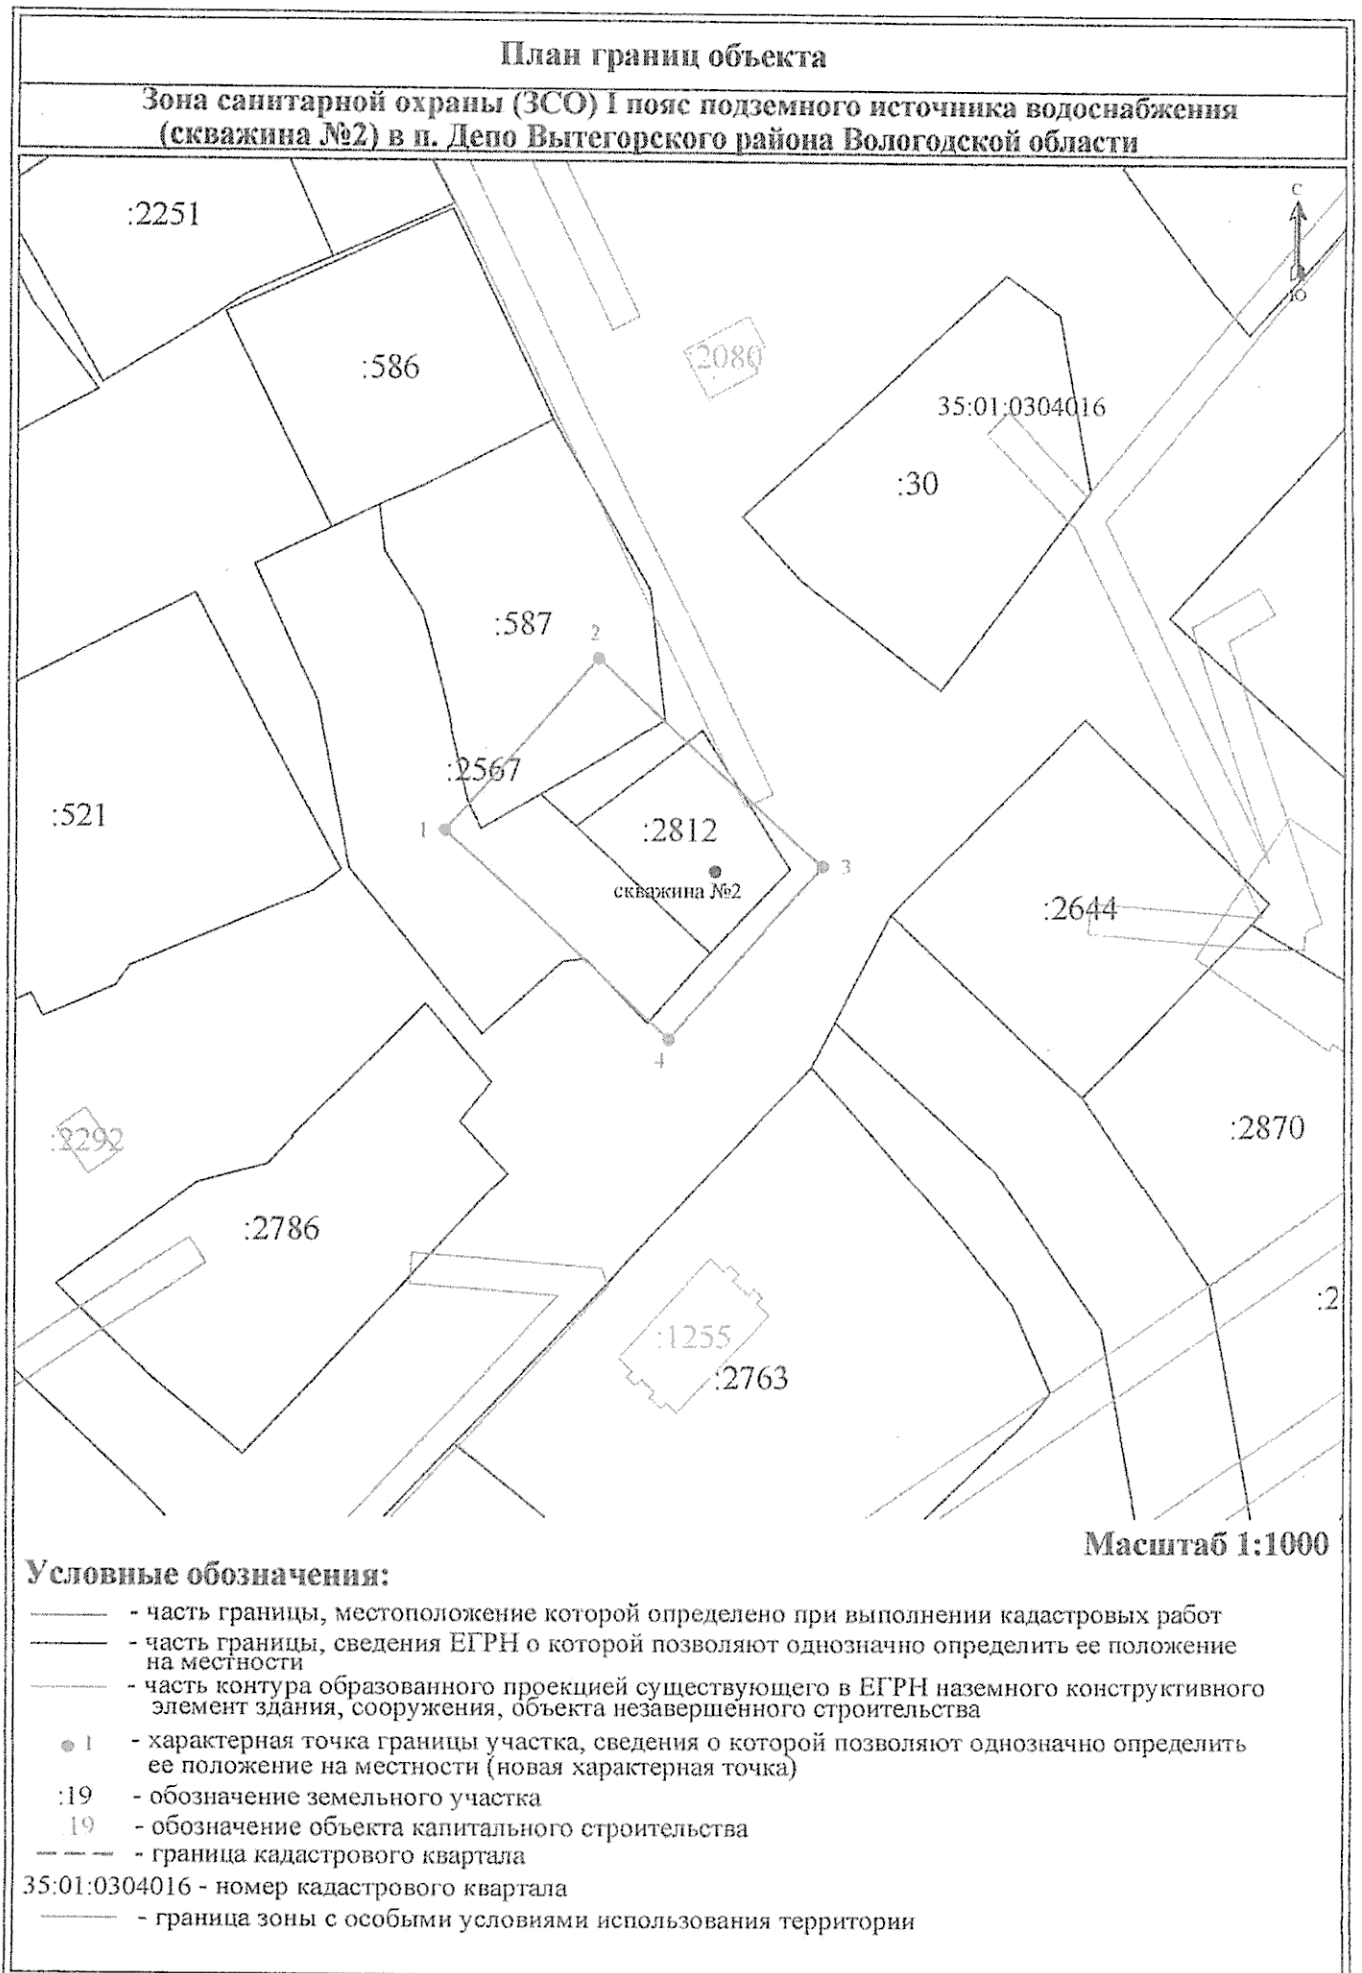 План границ объекта
Зона санитарной охраны (ЗСО) I пояс подземного источника водоснабжения
(скважина №2) в п. Депо Вытегорского района Вологодской области
:2251
С
Ю
:586
:2080
35:01:0304016
:30
:587
2
:2567
:521
1
:2812
3
скважина №2
:2644
4
:2292
:2870
:2786
:2
:1255
:2763
Масштаб 1:1000
Условные обозначения:
- часть границы, местоположение которой определено при выполнении кадастровых работ
- часть границы, сведения ЕГРН о которой позволяют однозначно определить ее положение
на местности
- часть контура образованного проекцией существующего в ЕГРН наземного конструктивного
элемент здания, сооружения, объекта незавершенного строительства
1 - характерная точка границы участка, сведения о которой позволяют однозначно определить
ее положение на местности (новая характерная точка)
:19 - обозначение земельного участка
19 - обозначение объекта капитального строительства
- граница кадастрового квартала
35:01:0304016 - номер кадастрового квартала
- граница зоны с особыми условиями использования территории